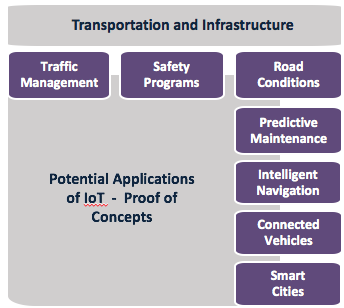 Transportation and Infrastructure
Traffic
Management
Safety
Programs
Road
Conditions
Predictive
Maintenance
Potential Applications
of IoT - Proof of
Concepts
Intelligent
Navigation
Connected
Vehicles
Smart
Cities